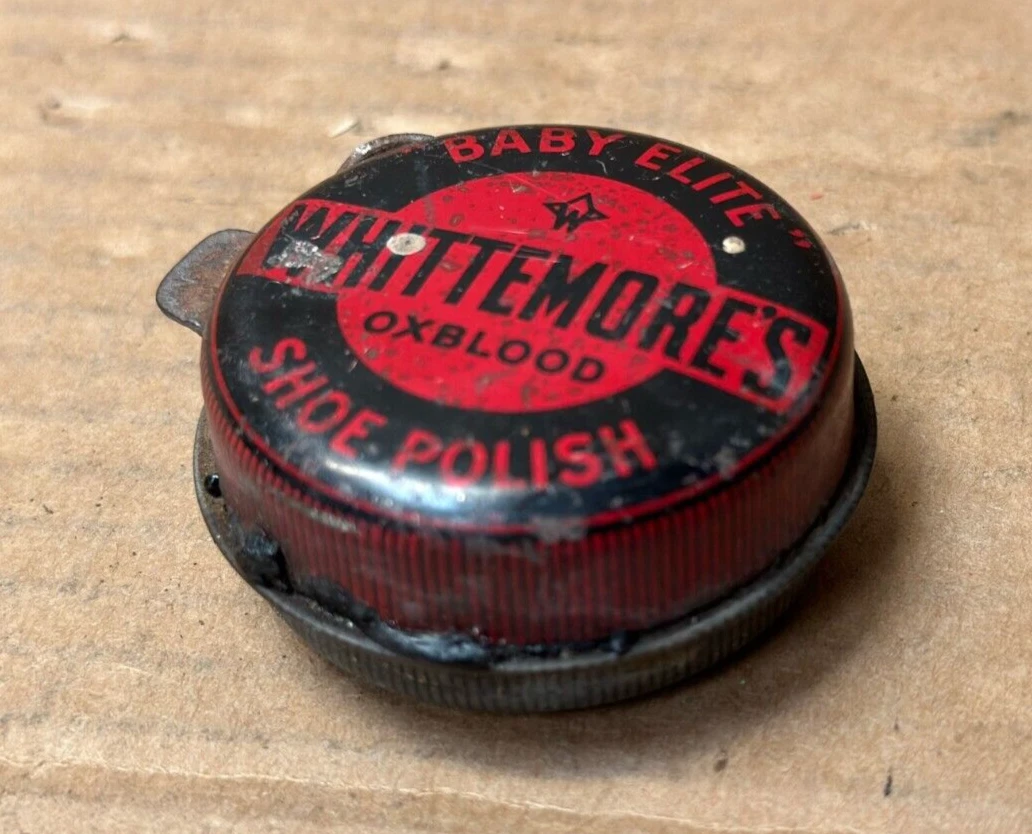 BABY ELITE"
W
WHITTEMORE'S
OXBLOOD
SHOE POLISH